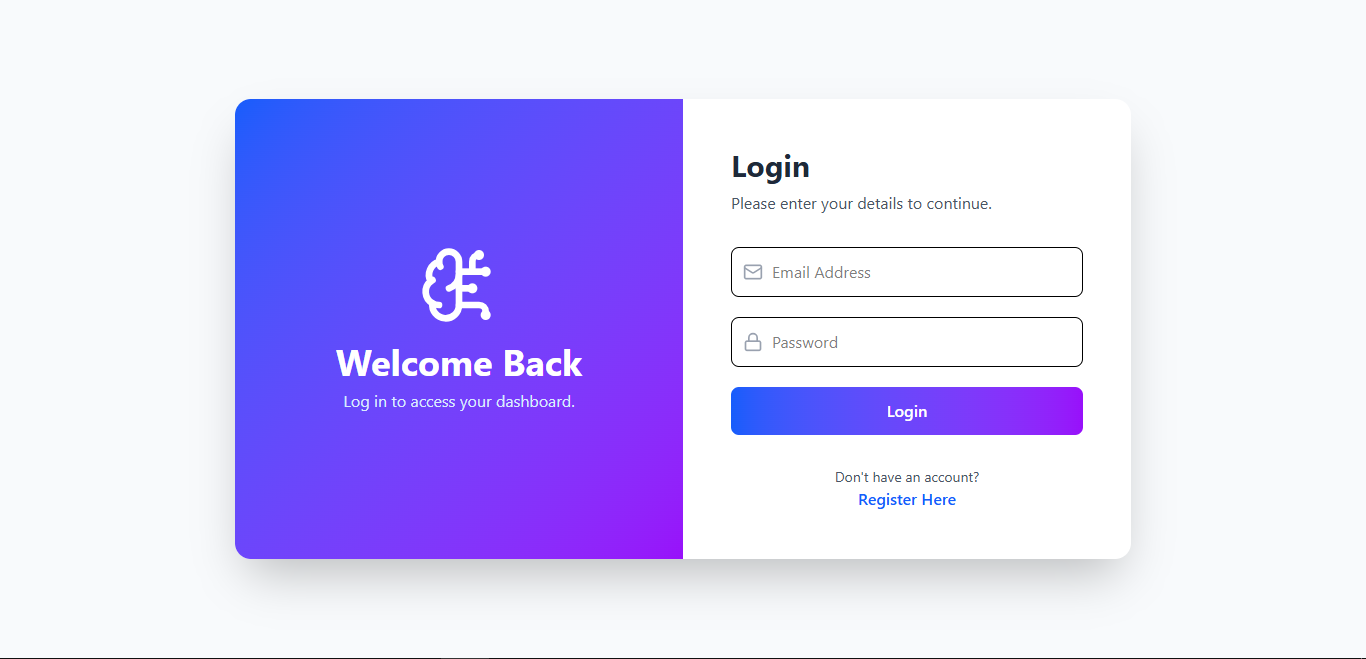 Welcome Back
Log in to access your dashboard.
Login
Please enter your details to continue.
Email Address
Password
Login
Don't have an account?
Register Here